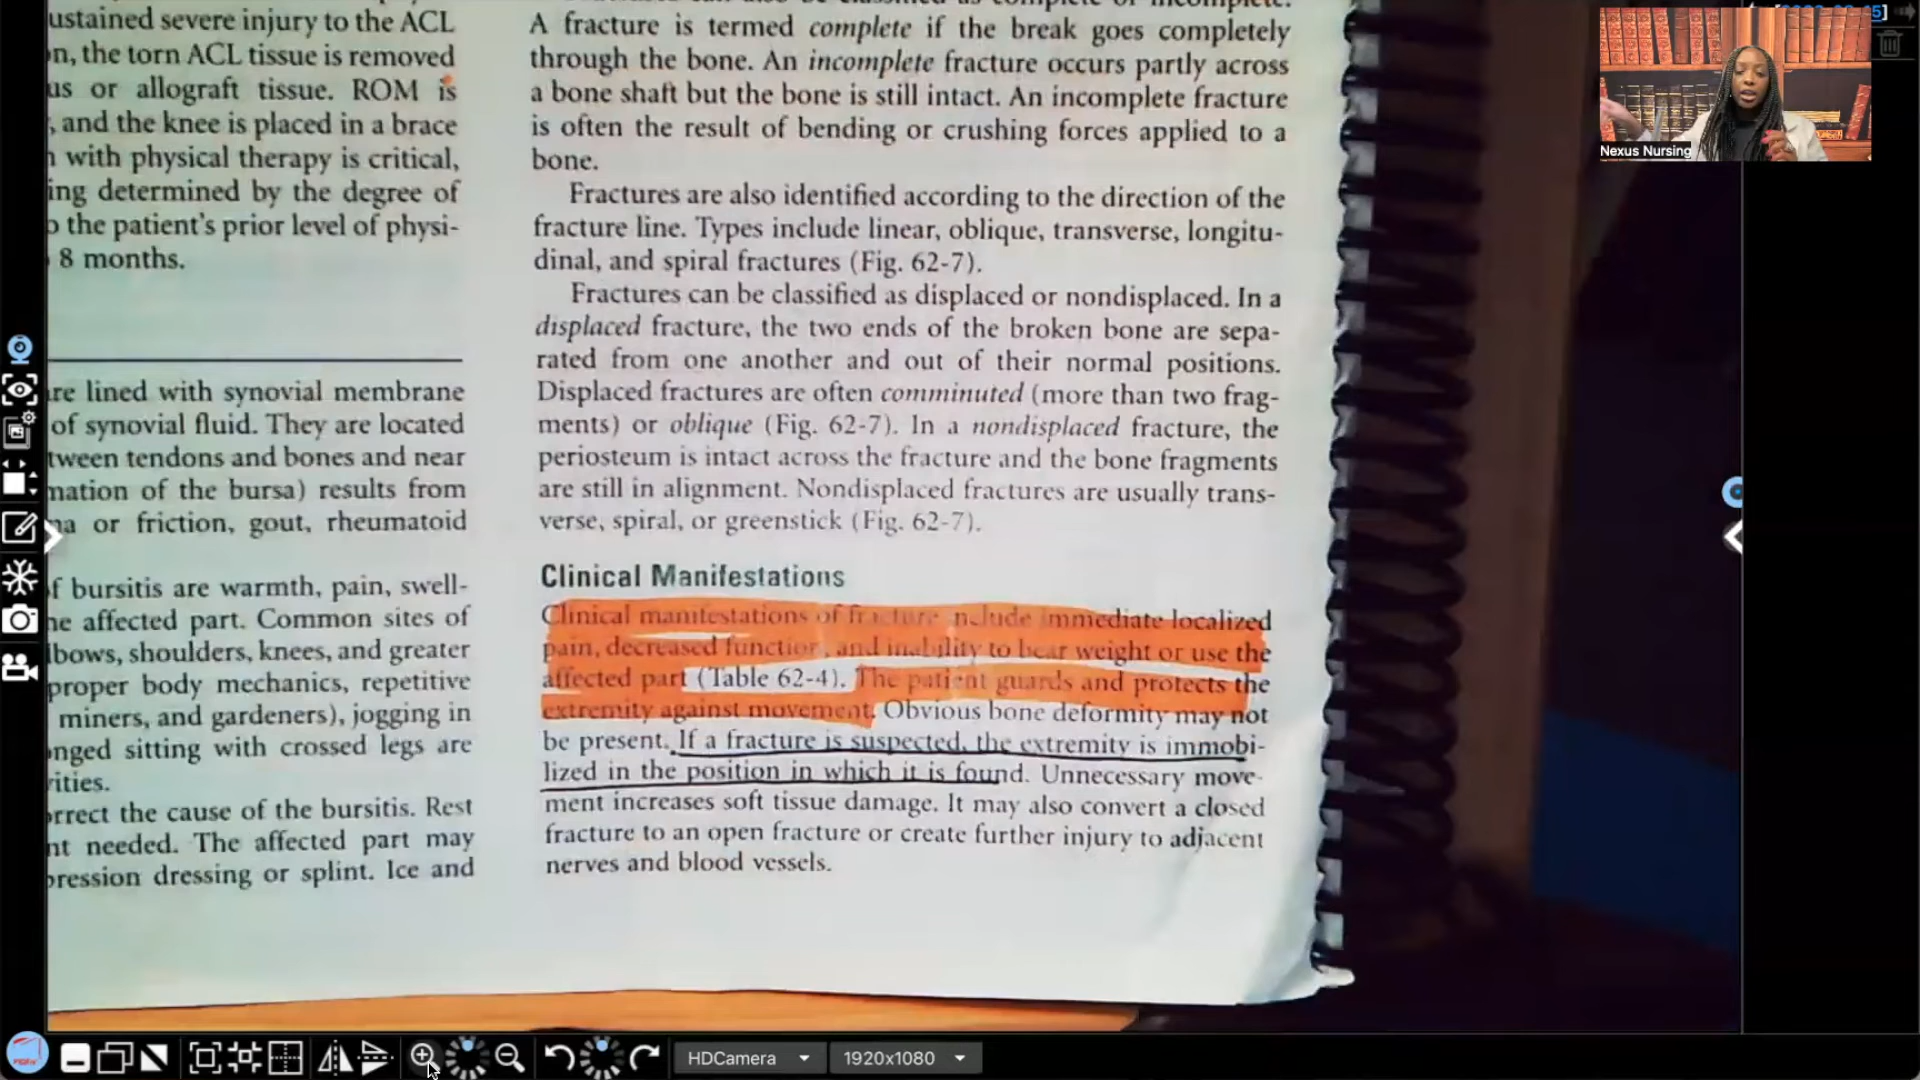 ustained severe injury to the ACL
n, the torn ACL tissue is removed
us or allograft tissue. ROM is
, and the knee is placed in a brace
with physical therapy is critical,
ing determined by the degree of
the patient's prior level of physi-
8 months.
re lined with synovial membrane
of synovial fluid. They are located
tween tendons and bones and near
mation of the bursa) results from
a or friction, gout, rheumatoid
f bursitis are warmth, pain, swell-
he affected part. Common sites of
lbows, shoulders, knees, and greater
proper body mechanics, repetitive
miners, and gardeners), jogging in
onged sitting with crossed legs are
ities.
rrect the cause of the bursitis. Rest
nt needed. The affected part may
pression dressing or splint. Ice and
A fracture is termed complete if the break goes completely
through the bone. An incomplete fracture occurs partly across
a bone shaft but the bone is still intact. An incomplete fracture
is often the result of bending or crushing forces applied to a
bone.
Fractures are also identified according to the direction of the
fracture line. Types include linear, oblique, transverse, longitu-
dinal, and spiral fractures (Fig. 62-7).
Fractures can be classified as displaced or nondisplaced. In a
displaced fracture, the two ends of the broken bone are sepa-
rated from one another and out of their normal positions.
Displaced fractures are often comminuted (more than two frag-
ments) or oblique (Fig. 62-7). In a nondisplaced fracture, the
periosteum is intact across the fracture and the bone fragments
are still in alignment. Nondisplaced fractures are usually trans-
verse, spiral, or greenstick (Fig. 62-7).
Clinical Manifestations
Clinical manifestations of fracture include immediate localized
pain, decreased function, and inability to bear weight or use the
affected part (Table 62-4). The patient guards and protects the
extremity against movement. Obvious bone deformity may not
be present. If a fracture is suspected, the extremity is immobi-
lized in the position in which it is found. Unnecessary move-
ment increases soft tissue damage. It may also convert a closed
fracture to an open fracture or create further injury to adjacent
nerves and blood vessels.
Nexus Nursing
HDCamera
1920x1080